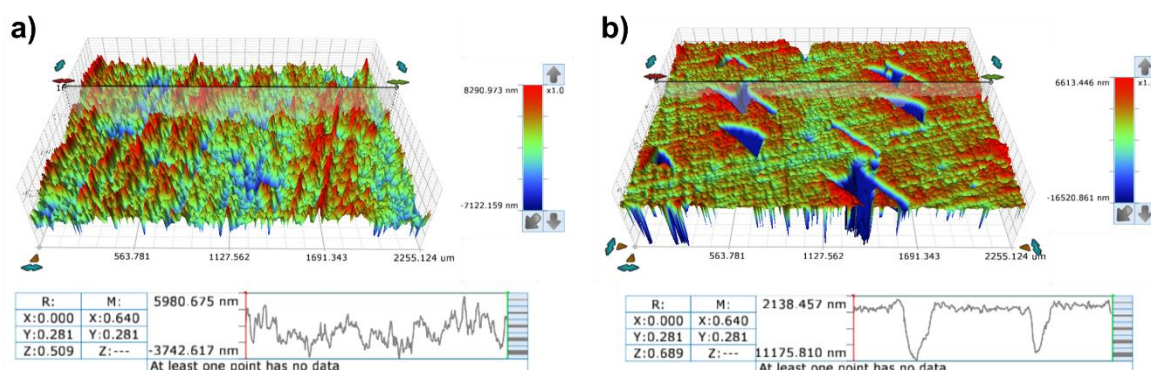 a)
8290.973 nm
x1.0
-7122.159 nm
563.781 1127.562 1691.343 2255.124 um
R: M:
X:0.000 X:0.640
Y:0.281 Y:0.281
Z:0.509 Z:---
5980.675 nm
-3742.617 nm
At least one point has no data
b)
6613.446 nm
x1.
-16520.861 nm
563.781 1127.562 1691.343 2255.124 um
R: M:
X:0.000 X:0.640
Y:0.281 Y:0.281
Z:0.689 Z:---
2138.457 nm
11175.810 nm
At least one point has no data